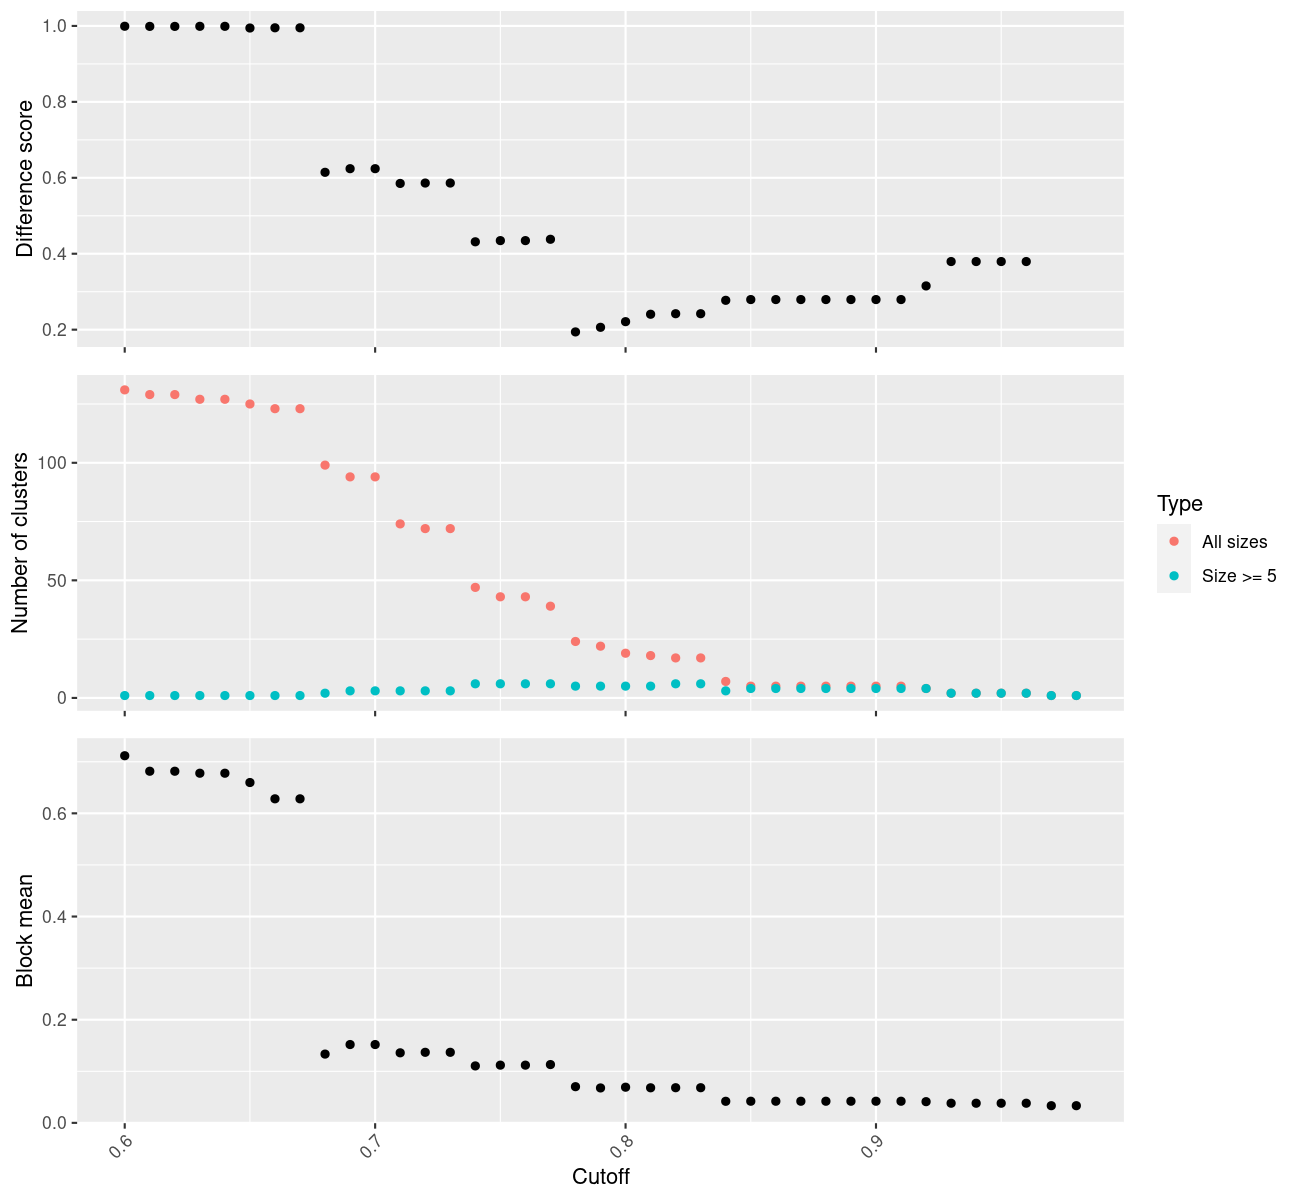 Difference score
1.0
0.8
0.6
0.4
0.2
Number of clusters
100
50
0
Type
All sizes
Size >= 5
Block mean
0.6
0.4
0.2
0.0
0.6
0.7
0.8
0.9
Cutoff